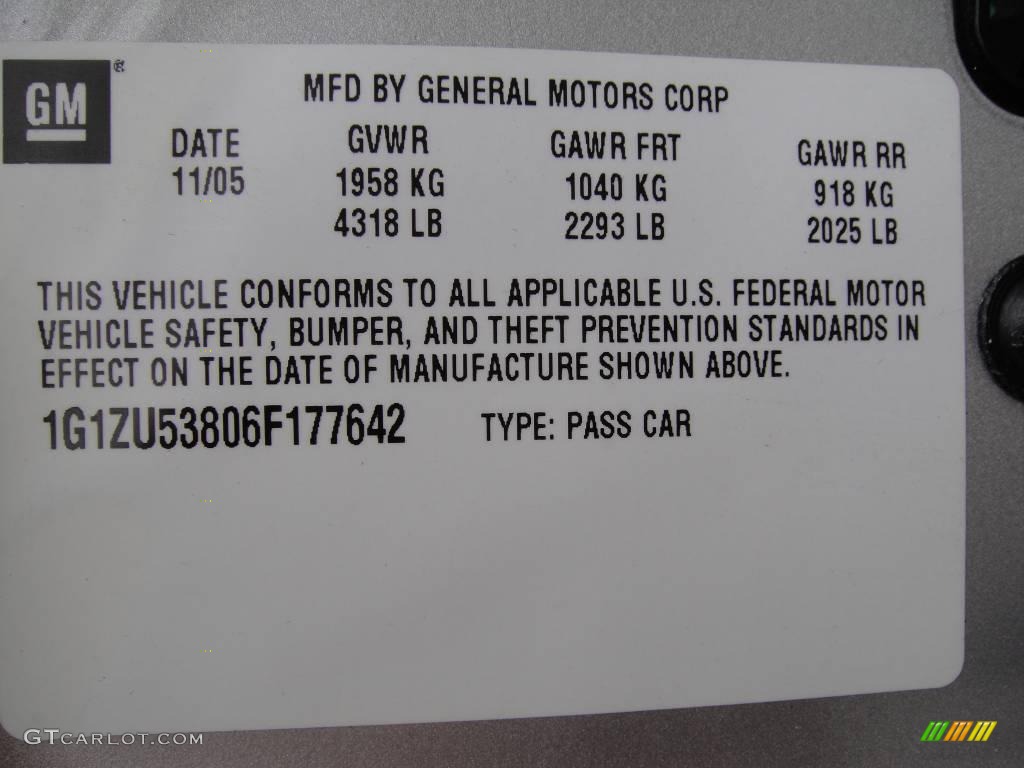 GM®
MFD BY GENERAL MOTORS CORP
DATE GVWR GAWR FRT GAWR RR
11/05 1958 KG 1040 KG 918 KG
4318 LB 2293 LB 2025 LB
THIS VEHICLE CONFORMS TO ALL APPLICABLE U.S. FEDERAL MOTOR
VEHICLE SAFETY, BUMPER, AND THEFT PREVENTION STANDARDS IN
EFFECT ON THE DATE OF MANUFACTURE SHOWN ABOVE.
1G1ZU53806F177642 TYPE: PASS CAR
GTCARLOT.COM